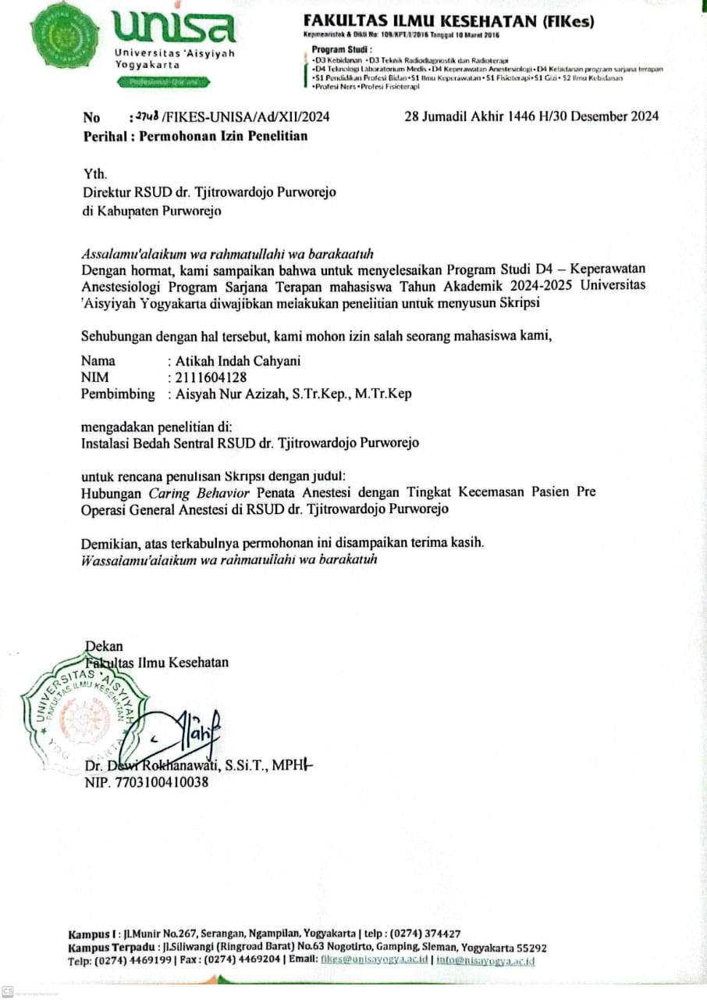 unisa
Universitas 'Aisyiyah
Yogyakarta
Profesional-Qur'ani
FAKULTAS ILMU KESEHATAN (FIKes)
Kepmenristek & Dikti No: 109/KPT/I/2016 Tanggal 10 Maret 2016
Program Studi :
•D3 Kebidanan •D3 Teknik Radiodiagnostik dan Radioterapi
•D4 Teknologi Laboratorium Medis •D4 Keperawatan Anestesiologi•D4 Kebidanan program sarjana terapan
•S1 Pendidikan Profesi Bidan•S1 Ilmu Keperawatan•S1 Fisioterapi•S1 Gizi•S2 Ilmu Kebidanan
•Profesi Ners•Profesi Fisioterapi
No : 2748 /FIKES-UNISA/Ad/XII/2024 28 Jumadil Akhir 1446 H/30 Desember 2024
Perihal : Permohonan Izin Penelitian
Yth.
Direktur RSUD dr. Tjitrowardojo Purworejo
di Kabupaten Purworejo
Assalamu'alaikum wa rahmatullahi wa barakaatuh
Dengan hormat, kami sampaikan bahwa untuk menyelesaikan Program Studi D4 – Keperawatan
Anestesiologi Program Sarjana Terapan mahasiswa Tahun Akademik 2024-2025 Universitas
'Aisyiyah Yogyakarta diwajibkan melakukan penelitian untuk menyusun Skripsi
Sehubungan dengan hal tersebut, kami mohon izin salah seorang mahasiswa kami,
Nama : Atikah Indah Cahyani
NIM : 2111604128
Pembimbing : Aisyah Nur Azizah, S.Tr.Kep., M.Tr.Kep
mengadakan penelitian di:
Instalasi Bedah Sentral RSUD dr. Tjitrowardojo Purworejo
untuk rencana penulisan Skripsi dengan judul:
Hubungan Caring Behavior Penata Anestesi dengan Tingkat Kecemasan Pasien Pre
Operasi General Anestesi di RSUD dr. Tjitrowardojo Purworejo
Demikian, atas terkabulnya permohonan ini disampaikan terima kasih.
Wassalamu'alaikum wa rahmatullahi wa barakatuh
Dekan
Fakultas Ilmu Kesehatan
UNIVERSITAS 'AISYIYAH
FAKULTAS ILMU KESEHATAN
YOGYAKARTA
Dr. Dewi Rokhanawati, S.Si.T., MPH
NIP. 7703100410038
Kampus I : Jl.Munir No.267, Serangan, Ngampilan, Yogyakarta | telp : (0274) 374427
Kampus Terpadu : Jl.Siliwangi (Ringroad Barat) No.63 Nogotirto, Gamping, Sleman, Yogyakarta 55292
Telp: (0274) 4469199 | Fax : (0274) 4469204 | Email: fikes@unisayogya.ac.id | info@nisayogya.ac.id
CS